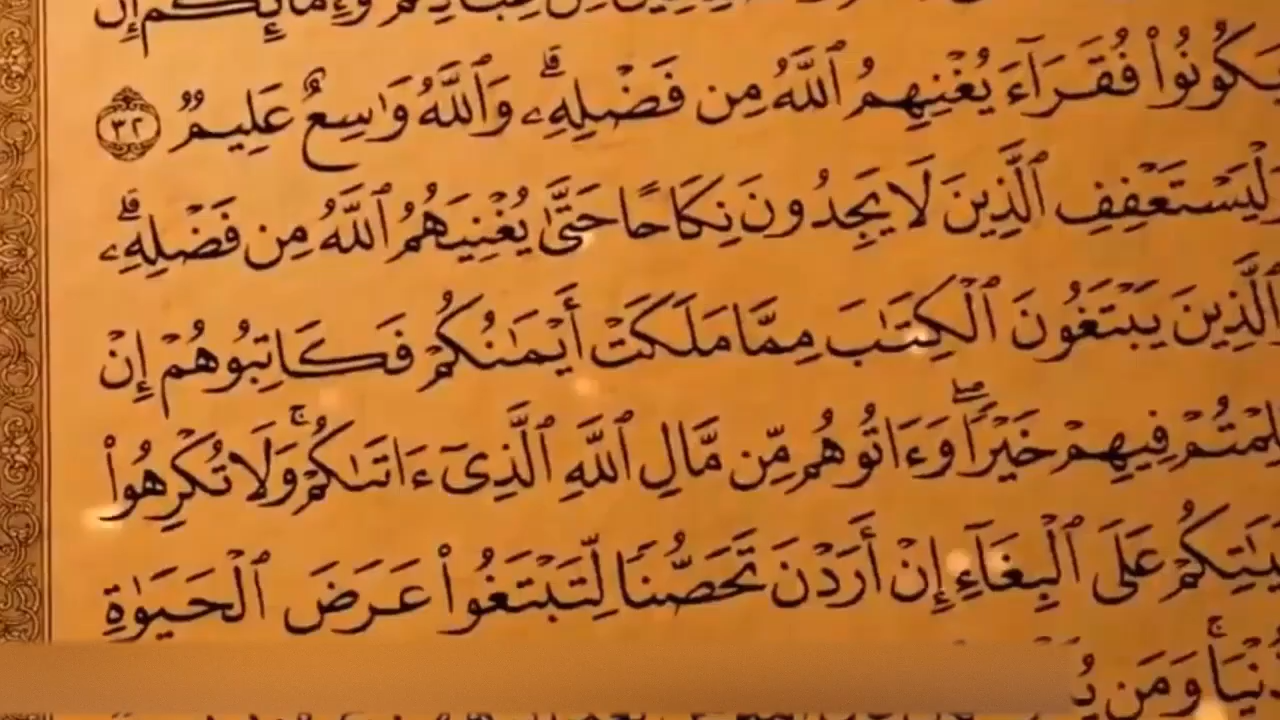 وَإِمَآئِكُمْ إِن
يَكُونُوا۟ فُقَرَآءَ يُغْنِهِمُ ٱللَّهُ مِن فَضْلِهِۦ ۗ وَٱللَّهُ وَٰسِعٌ عَلِيمٌ ٣٢
وَلْيَسْتَعْفِفِ ٱلَّذِينَ لَا يَجِدُونَ نِكَاحًا حَتَّىٰ يُغْنِيَهُمُ ٱللَّهُ مِن فَضْلِهِۦ ۗ
ٱلَّذِينَ يَبْتَغُونَ ٱلْكِتَٰبَ مِمَّا مَلَكَتْ أَيْمَٰنُكُمْ فَكَاتِبُوهُمْ إِنْ
لِمْتُمْ فِيهِمْ خَيْرًا ۖ وَءَاتُوهُم مِّن مَّالِ ٱللَّهِ ٱلَّذِىٓ ءَاتَىٰكُمْ ۚ وَلَا تُكْرِهُوا۟
يَٰتِكُمْ عَلَى ٱلْبِغَآءِ إِنْ أَرَدْنَ تَحَصُّنًا لِّتَبْتَغُوا۟ عَرَضَ ٱلْحَيَوٰةِ
دُّنْيَا ۚ وَمَن